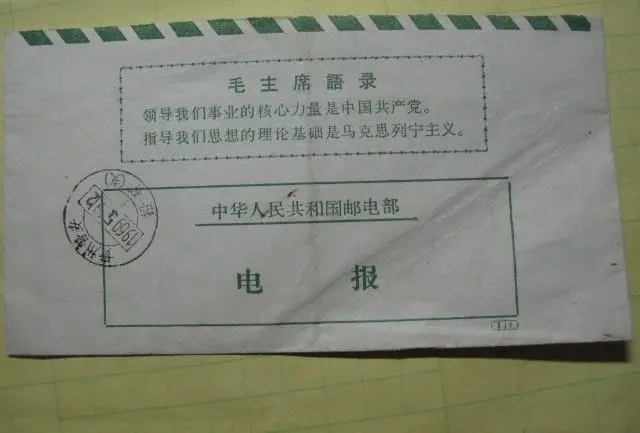 毛主席語录
领导我们事业的核心力量是中国共产党。
指导我们思想的理论基础是马克思列宁主义。
中华人民共和国邮电部
电报